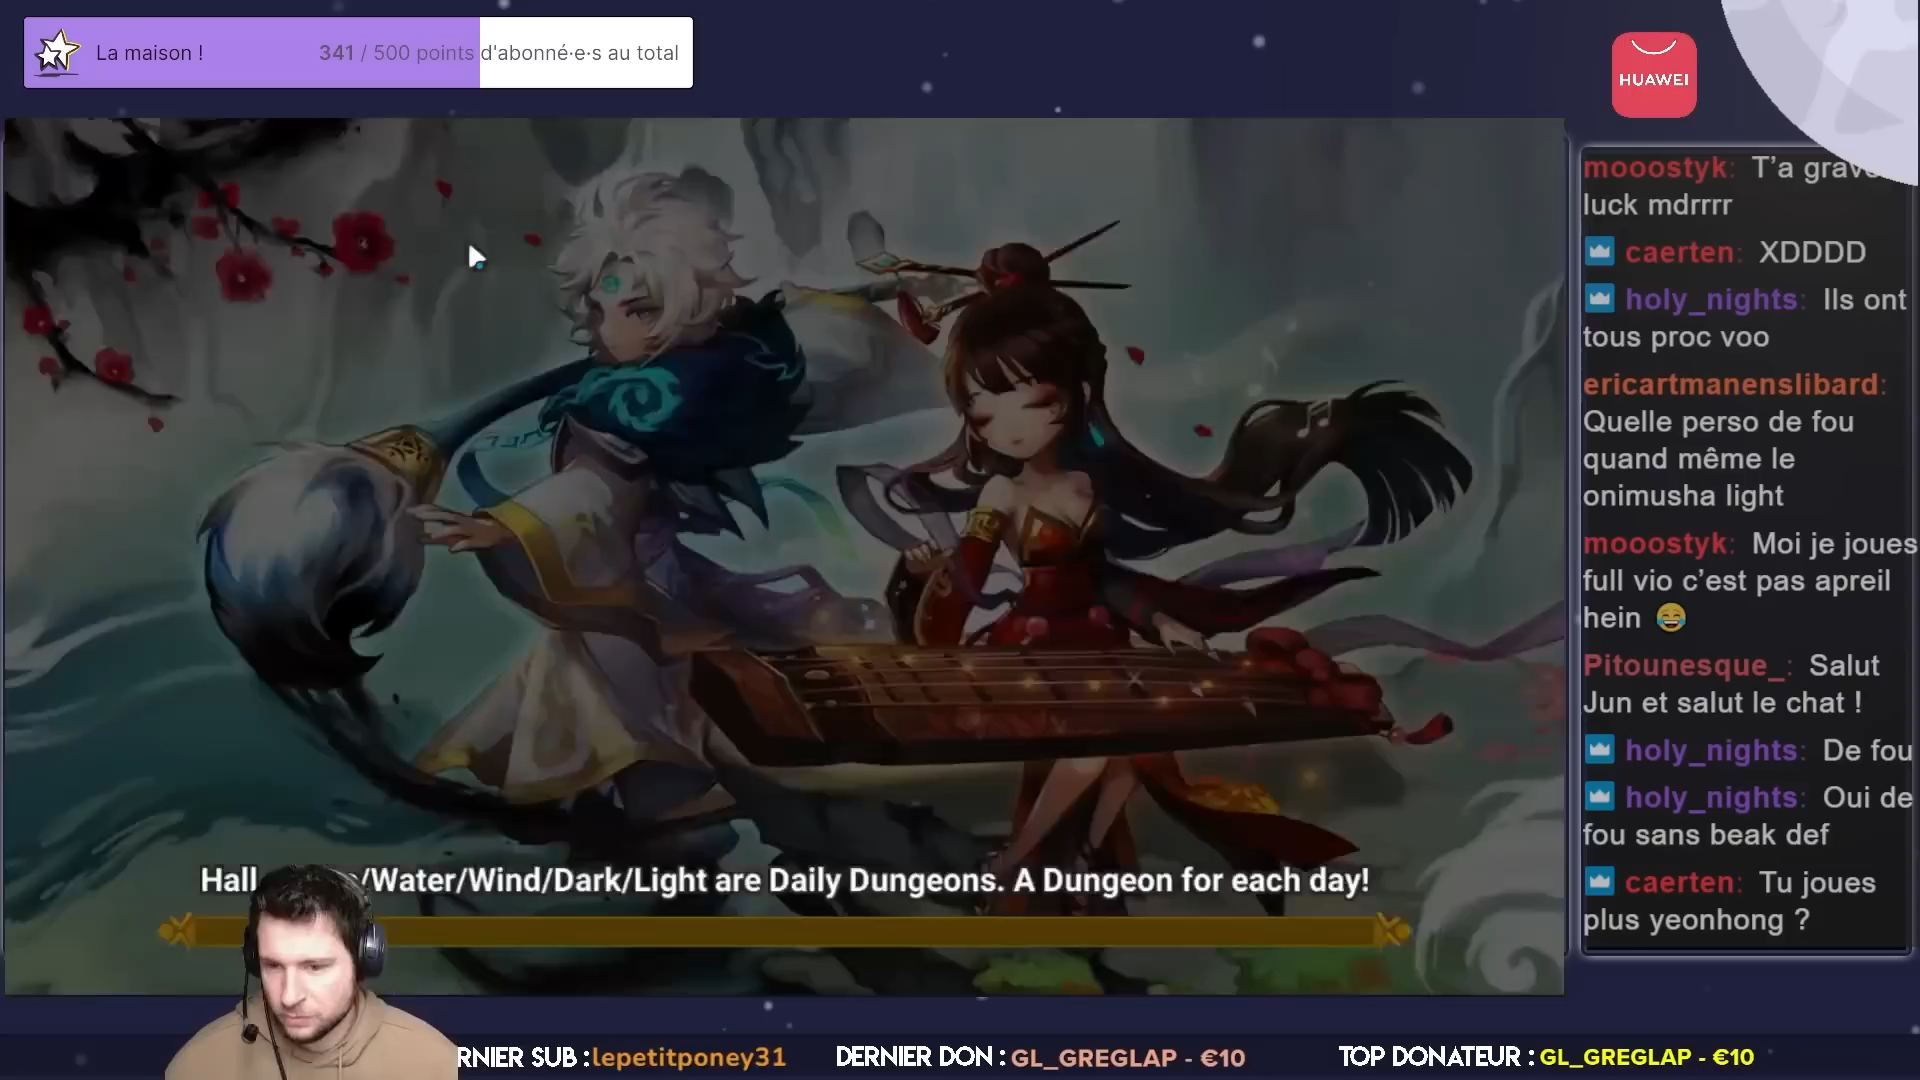 La maison !
341 / 500 points d'abonné·e·s au total
HUAWEI
mooostyk: T'a grave
luck mdrrrr
caerten: XDDDD
holy_nights: Ils ont
tous proc voo
ericartmanenslibard:
Quelle perso de fou
quand même le
onimusha light
mooostyk: Moi je joues
full vio c'est pas apreil
hein 😂
Pitounesque_: Salut
Jun et salut le chat !
holy_nights: De fou
holy_nights: Oui de
fou sans beak def
caerten: Tu joues
plus yeonhong ?
Hall /Water/Wind/Dark/Light are Daily Dungeons. A Dungeon for each day!
RNIER SUB : lepetitponey31
DERNIER DON : GL_GREGLAP - €10
TOP DONATEUR : GL_GREGLAP - €10